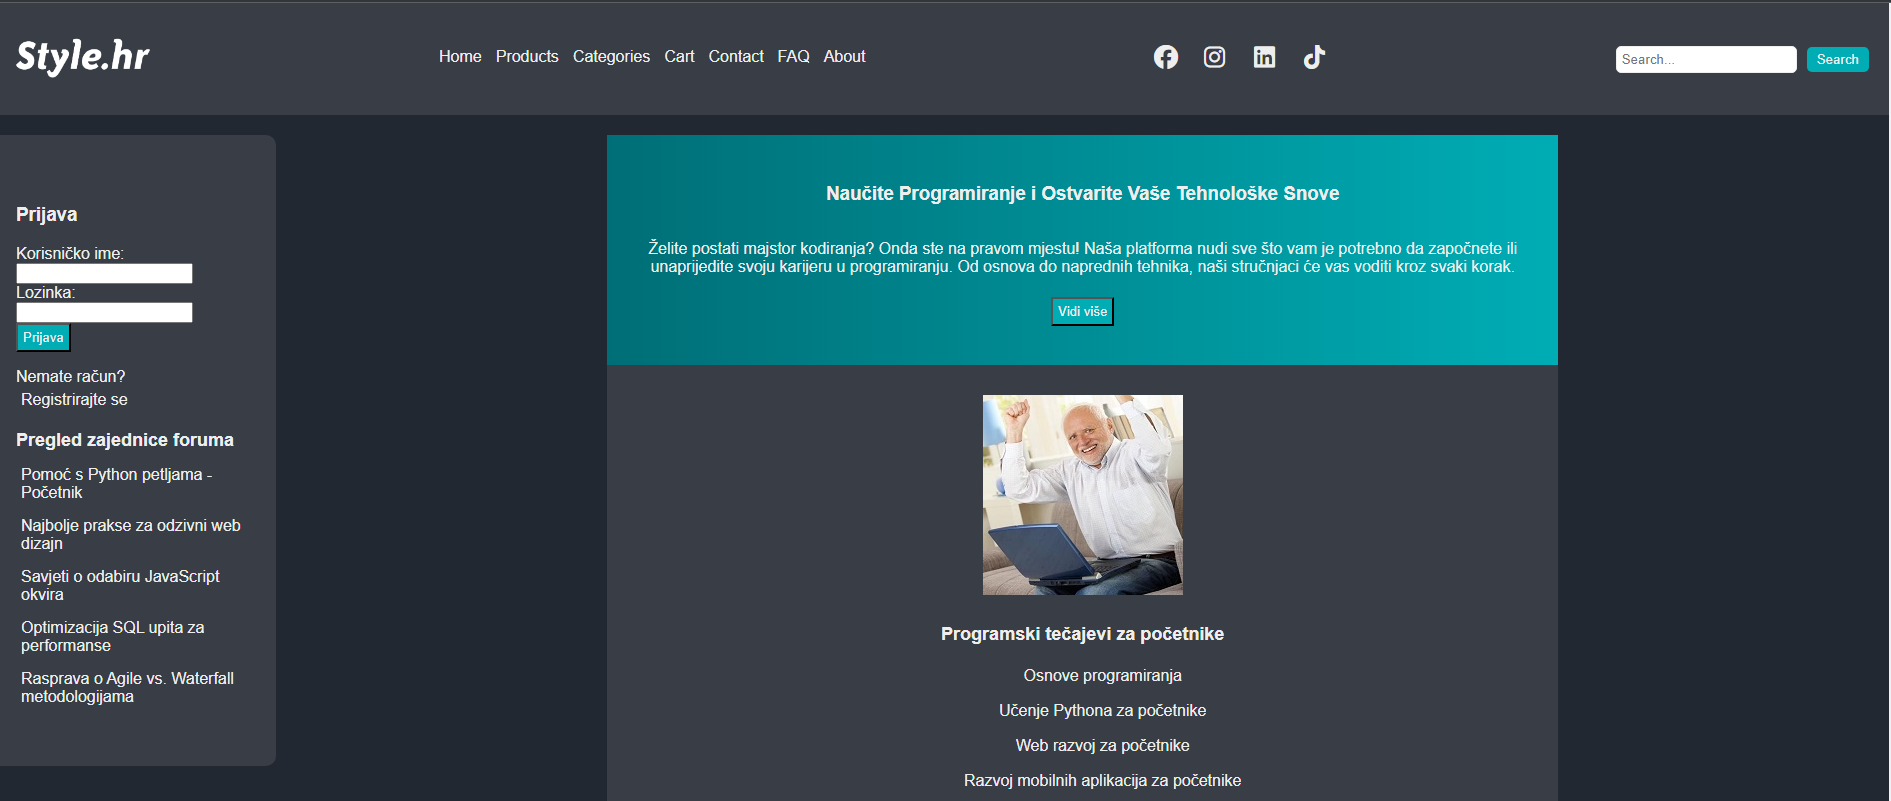 Style.hr
Home Products Categories Cart Contact FAQ About
Search...
Search
Prijava
Korisničko ime:
Lozinka:
Prijava
Nemate račun?
Registrirajte se
Pregled zajednice foruma
Pomoć s Python petljama -
Početnik
Najbolje prakse za odzivni web
dizajn
Savjeti o odabiru JavaScript
okvira
Optimizacija SQL upita za
performanse
Rasprava o Agile vs. Waterfall
metodologijama
Naučite Programiranje i Ostvarite Vaše Tehnološke Snove
Želite postati majstor kodiranja? Onda ste na pravom mjestu! Naša platforma nudi sve što vam je potrebno da započnete ili
unaprijedite svoju karijeru u programiranju. Od osnova do naprednih tehnika, naši stručnjaci će vas voditi kroz svaki korak.
Vidi više
Programski tečajevi za početnike
Osnove programiranja
Učenje Pythona za početnike
Web razvoj za početnike
Razvoj mobilnih aplikacija za početnike